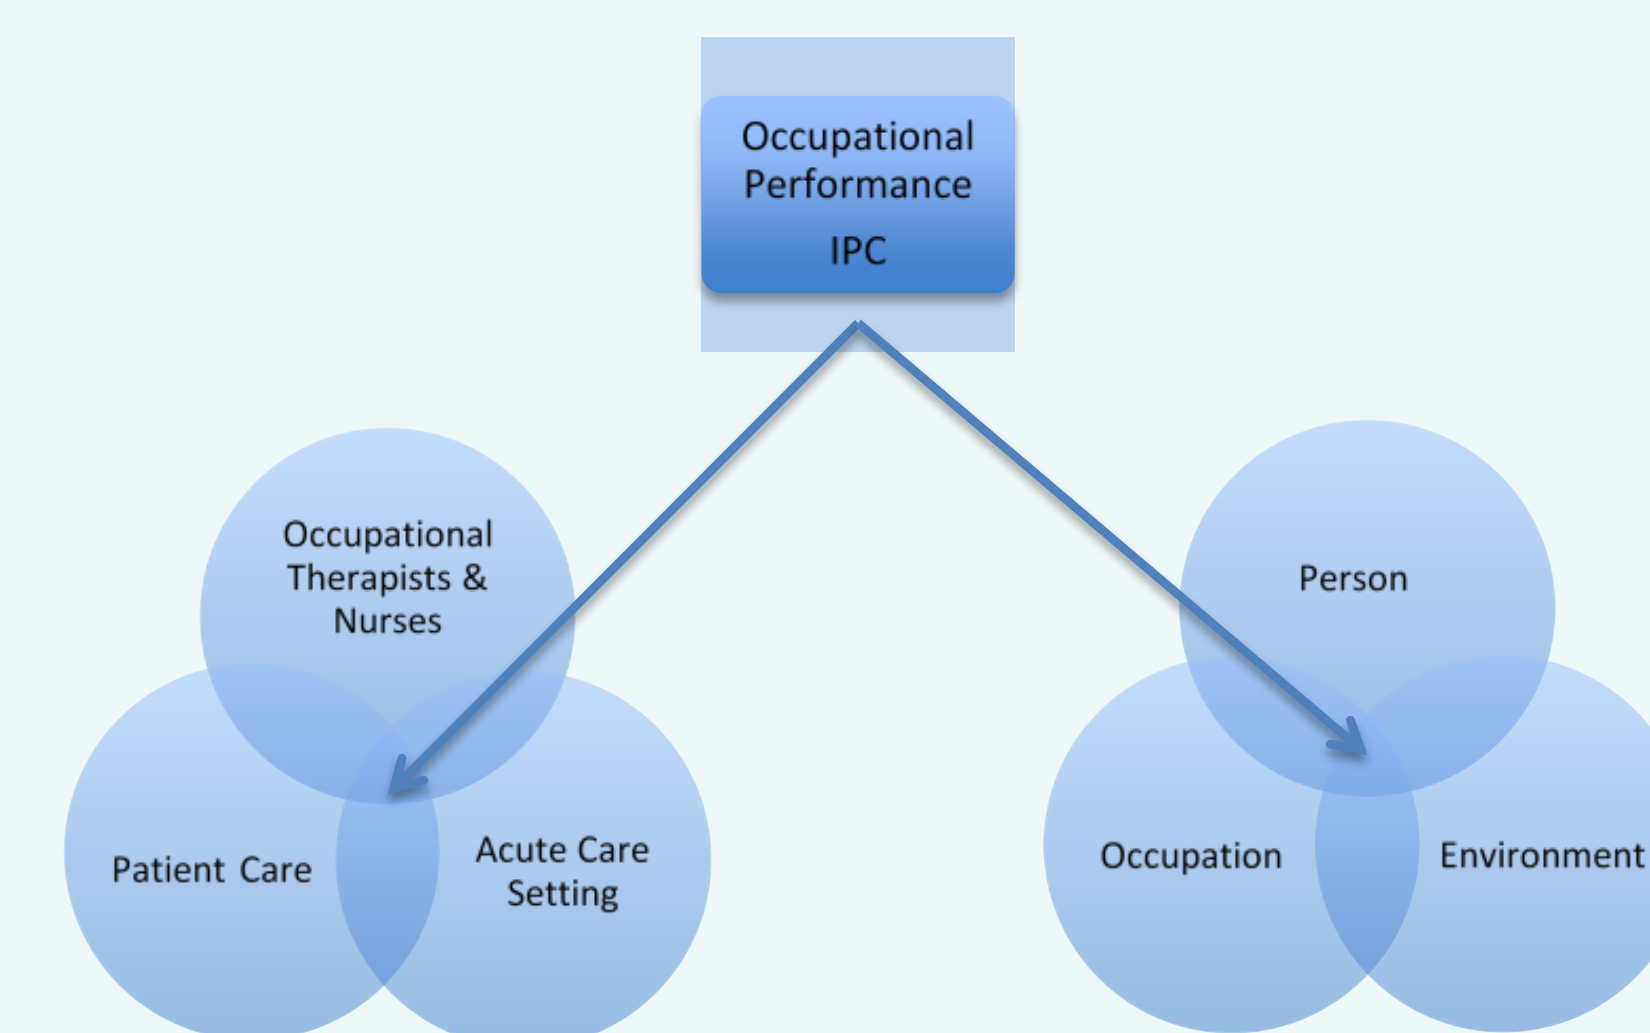 Occupational
Performance
IPC
Occupational
Therapists &
Nurses
Patient Care
Acute Care
Setting
Person
Occupation
Environment